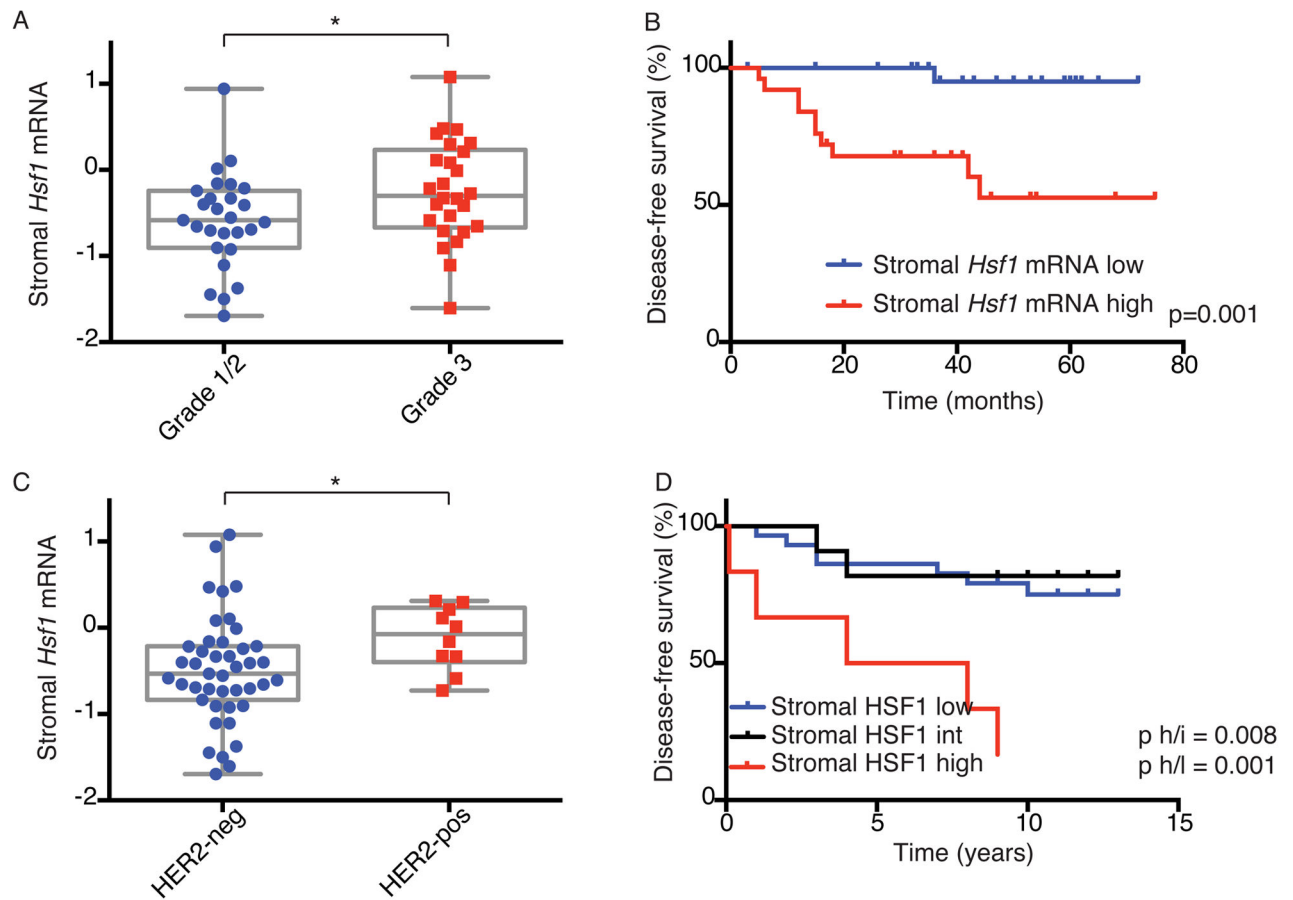 A
*
Stromal Hsf1 mRNA
1
0
-1
-2
Grade 1/2
Grade 3
B
Disease-free survival (%)
100
50
0
Stromal Hsf1 mRNA low
Stromal Hsf1 mRNA high
p=0.001
0 20 40 60 80
Time (months)
C
*
Stromal Hsf1 mRNA
1
0
-1
-2
HER2-neg
HER2-pos
D
Disease-free survival (%)
100
50
0
Stromal HSF1 low
Stromal HSF1 int
Stromal HSF1 high
p h/i = 0.008
p h/l = 0.001
0 5 10 15
Time (years)